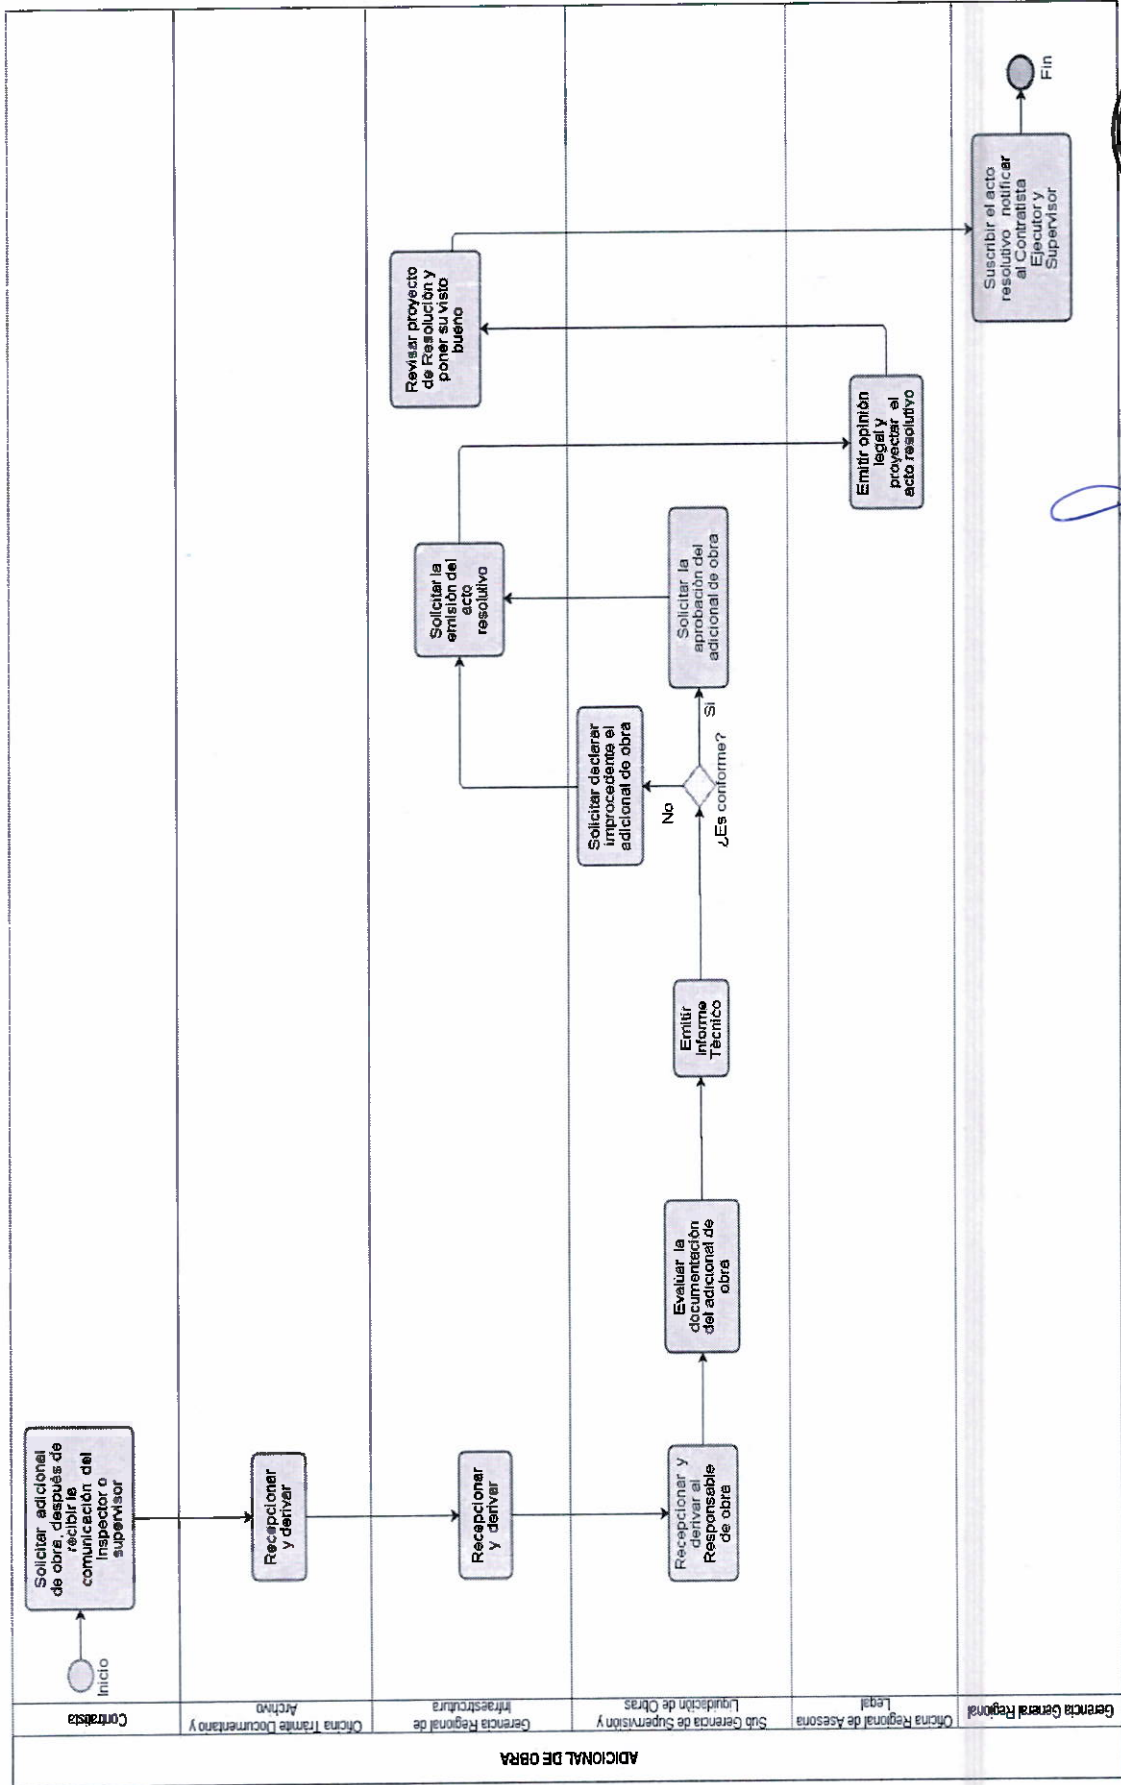 ADICIONAL DE OBRA
Contratista
Inicio
Solicitar adicional
de obra, después de
recibir la
comunicación del
Inspector o
supervisor
Oficina Trámite Documentario y
Archivo
Recepcionar
y derivar
Gerencia Regional de
Infraestrcutura
Recepcionar
y derivar
Solicitar la
emisión del
acto
resolutivo
Revisar proyecto
de Resolución y
poner su visto
bueno
Sub Gerencia de Supervisión y
Liquidación de Obras
Recepcionar y
derivar al
Responsable
de obra
Evaluar la
documentación
del adicional de
obra
Emitir
Informe
Tècnico
¿Es conforme?
No
Solicitar declarar
improcedente el
adicional de obra
Si
Solicitar la
aprobación del
adicional de obra
Oficina Regional de Asesoria
Legal
Emitir opinión
legal y
proyectar el
acto resolutivo
Gerencia General Regional
Suscribir el acto
resolutivo notificar
al Contratista
Ejecutor y
Supervisor
Fin